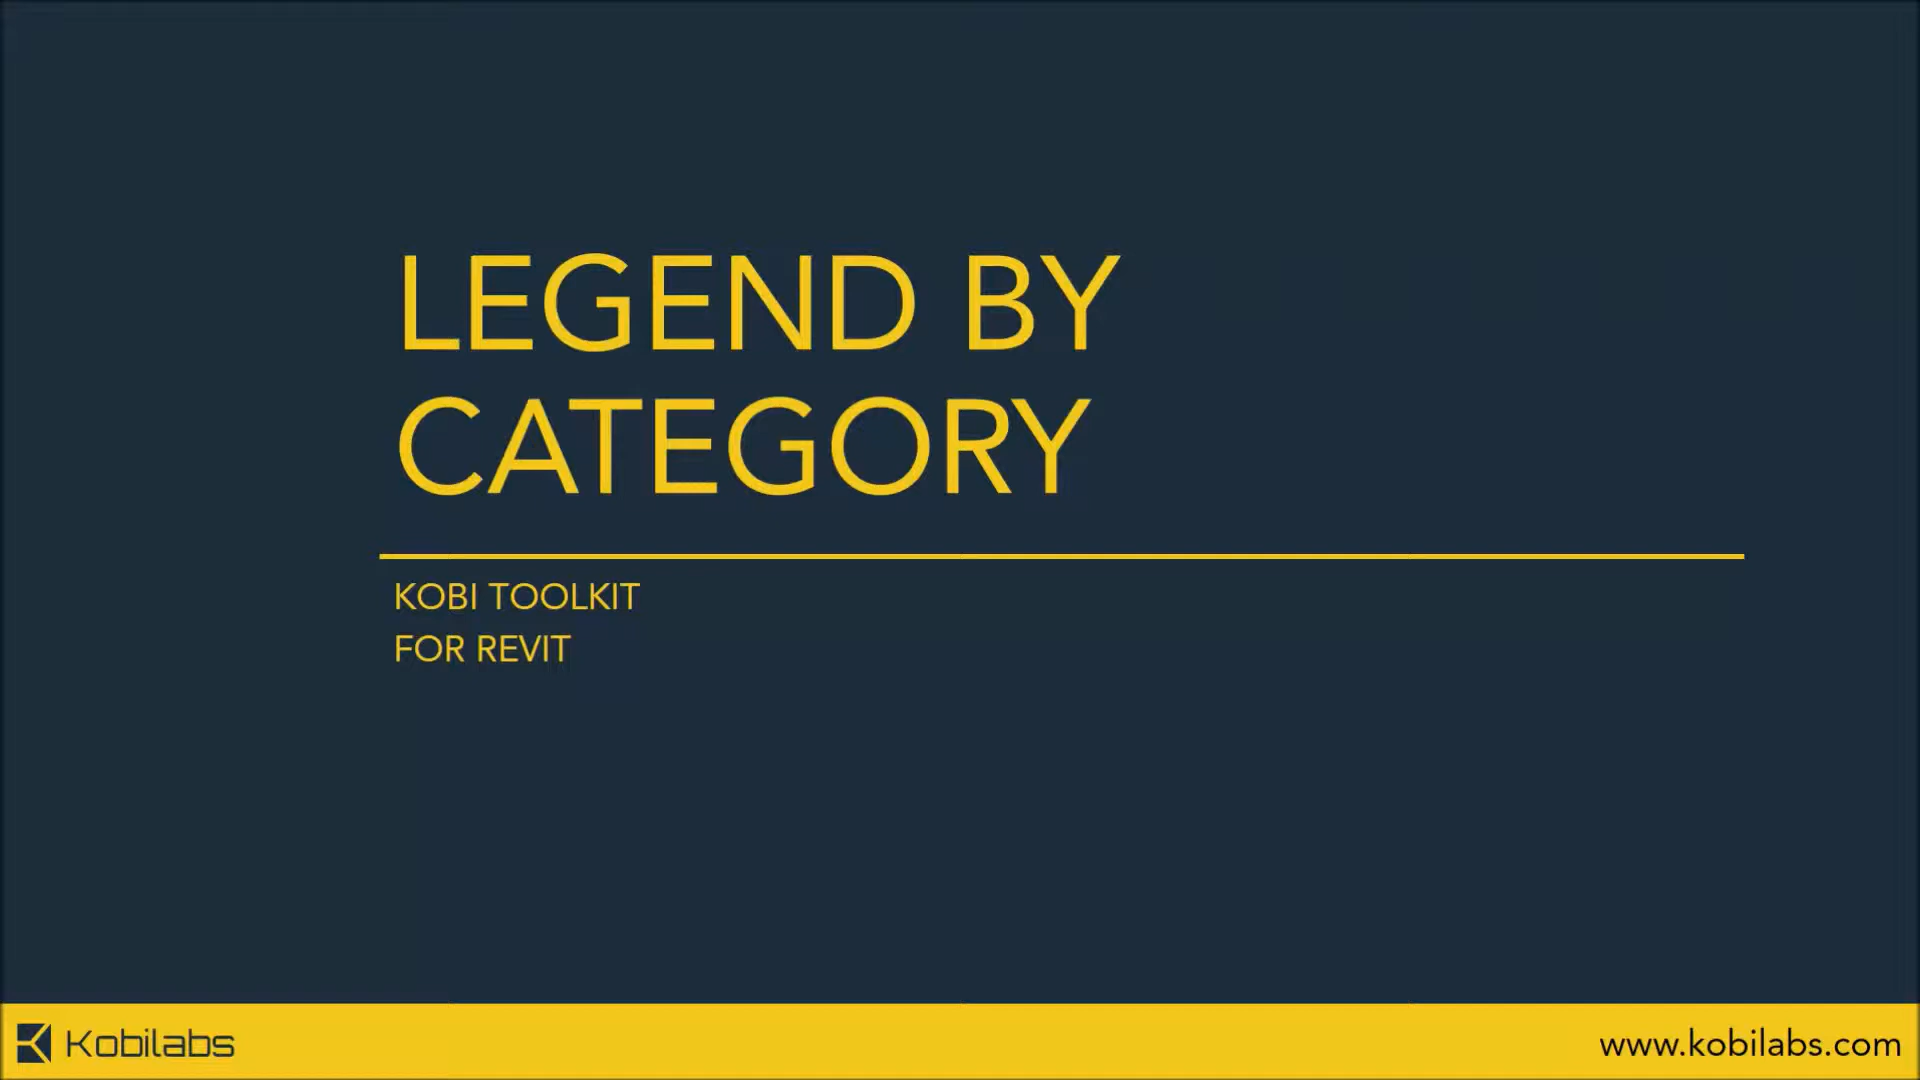 LEGEND BY
CATEGORY
KOBI TOOLKIT
FOR REVIT
Kobilabs
www.kobilabs.com